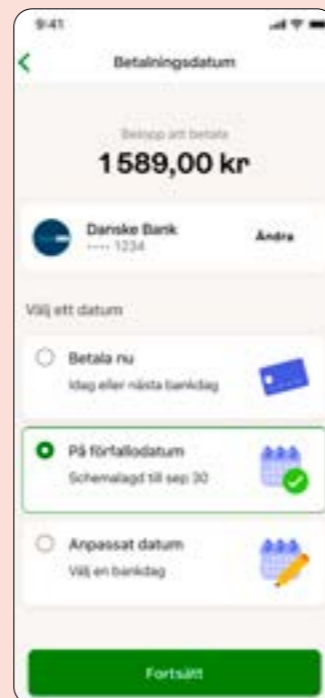 9:41
Betalningsdatum
Belopp att betala
1 589,00 kr
Danske Bank
···· 1234
Ändra
Välj ett datum
Betala nu
Idag eller nästa bankdag
På förfallodatum
Schemalagd till sep 30
Anpassat datum
Välj en bankdag
Fortsätt